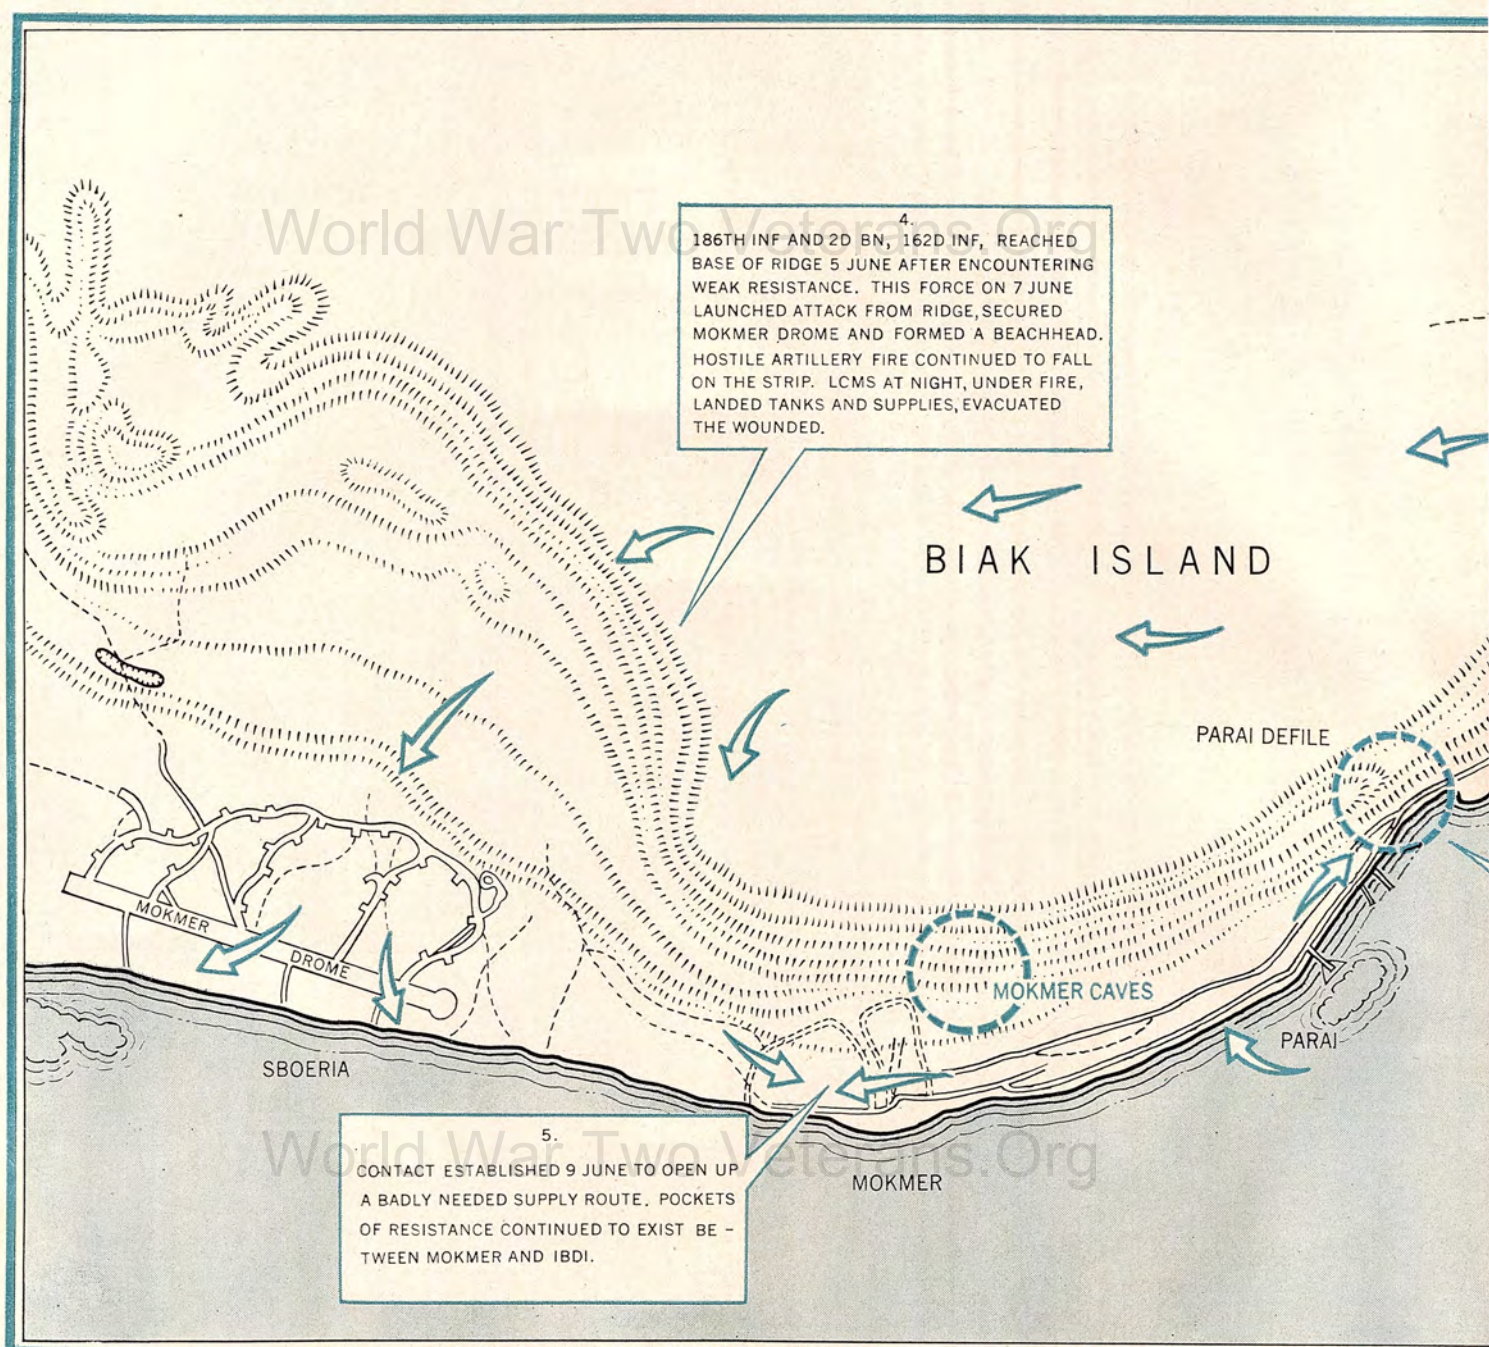 World War Two Veterans.Org
4.
186TH INF AND 2D BN, 162D INF, REACHED
BASE OF RIDGE 5 JUNE AFTER ENCOUNTERING
WEAK RESISTANCE. THIS FORCE ON 7 JUNE
LAUNCHED ATTACK FROM RIDGE, SECURED
MOKMER DROME AND FORMED A BEACHHEAD.
HOSTILE ARTILLERY FIRE CONTINUED TO FALL
ON THE STRIP. LCMS AT NIGHT, UNDER FIRE,
LANDED TANKS AND SUPPLIES, EVACUATED
THE WOUNDED.
BIAK ISLAND
PARAI DEFILE
MOKMER
DROME
MOKMER CAVES
PARAI
SBOERIA
5.
CONTACT ESTABLISHED 9 JUNE TO OPEN UP
A BADLY NEEDED SUPPLY ROUTE. POCKETS
OF RESISTANCE CONTINUED TO EXIST BE -
TWEEN MOKMER AND IBDI.
World War Two Veterans.Org
MOKMER